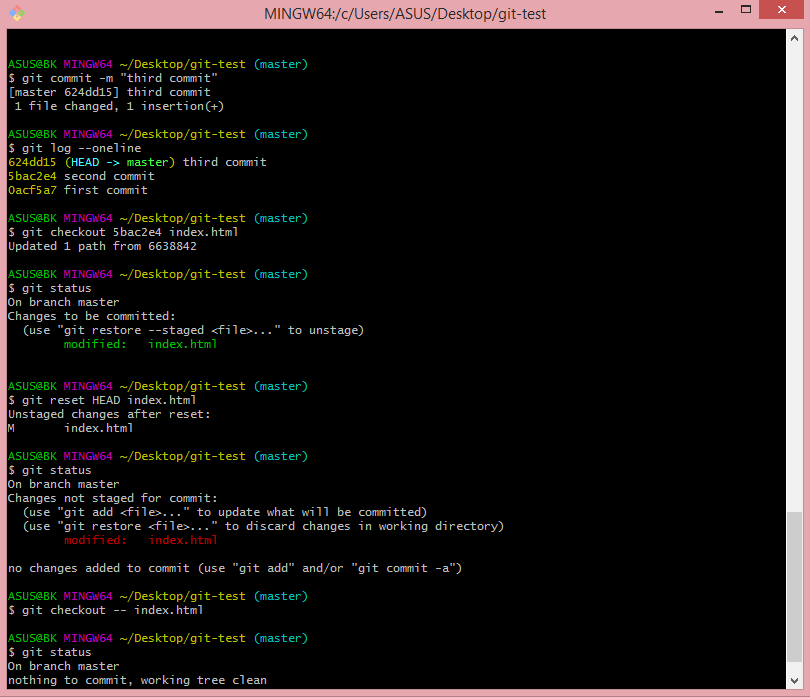 MINGW64:/c/Users/ASUS/Desktop/git-test
ASUS@BK MINGW64 ~/Desktop/git-test (master)
$ git commit -m "third commit"
[master 624dd15] third commit
 1 file changed, 1 insertion(+)
ASUS@BK MINGW64 ~/Desktop/git-test (master)
$ git log --oneline
624dd15 (HEAD -> master) third commit
5bac2e4 second commit
0acf5a7 first commit
ASUS@BK MINGW64 ~/Desktop/git-test (master)
$ git checkout 5bac2e4 index.html
Updated 1 path from 6638842
ASUS@BK MINGW64 ~/Desktop/git-test (master)
$ git status
On branch master
Changes to be committed:
  (use "git restore --staged <file>..." to unstage)
        modified:   index.html
ASUS@BK MINGW64 ~/Desktop/git-test (master)
$ git reset HEAD index.html
Unstaged changes after reset:
M       index.html
ASUS@BK MINGW64 ~/Desktop/git-test (master)
$ git status
On branch master
Changes not staged for commit:
  (use "git add <file>..." to update what will be committed)
  (use "git restore <file>..." to discard changes in working directory)
        modified:   index.html
no changes added to commit (use "git add" and/or "git commit -a")
ASUS@BK MINGW64 ~/Desktop/git-test (master)
$ git checkout -- index.html
ASUS@BK MINGW64 ~/Desktop/git-test (master)
$ git status
On branch master
nothing to commit, working tree clean